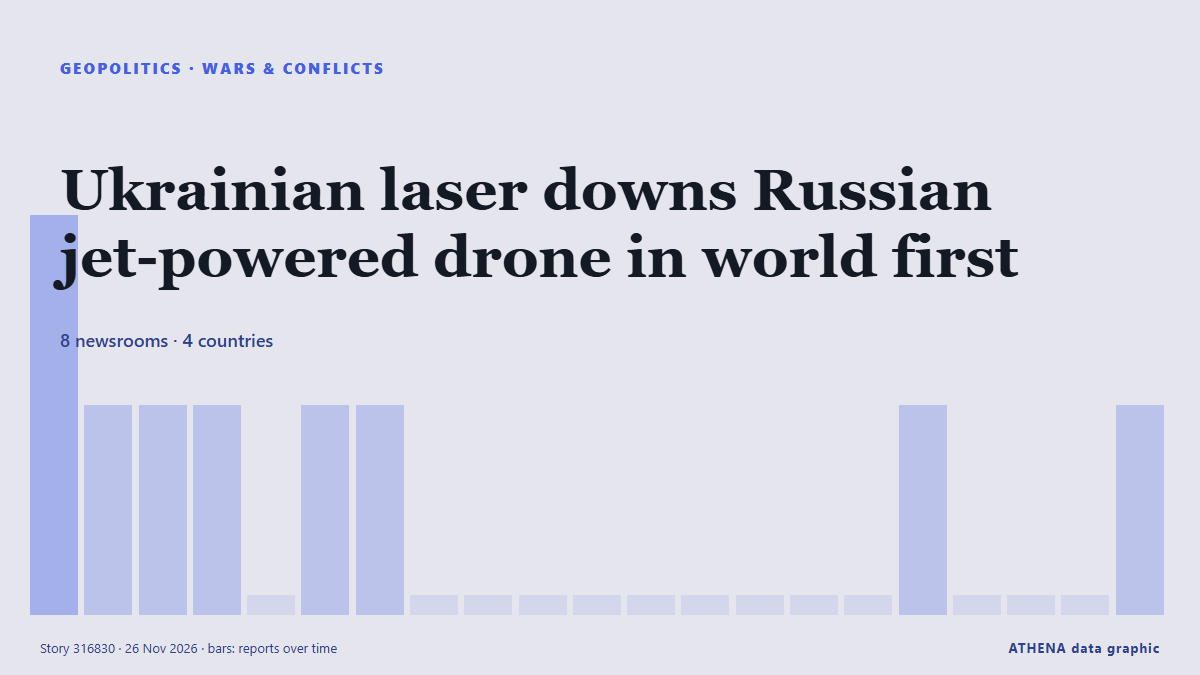 GEOPOLITICS · WARS & CONFLICTS
Ukrainian laser downs Russian
jet-powered drone in world first
8 newsrooms · 4 countries
Story 316830 · 26 Nov 2026 · bars: reports over time
ATHENA data graphic